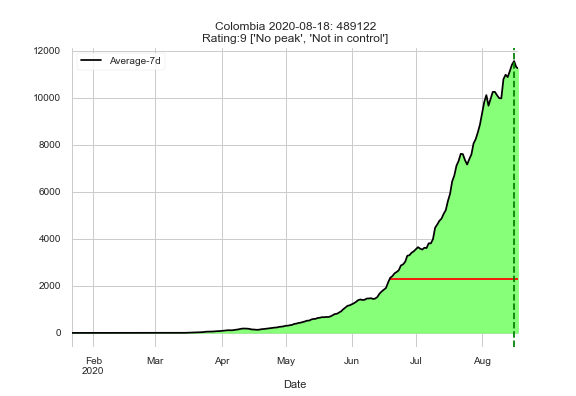 Colombia 2020-08-18: 489122
Rating:9 ['No peak', 'Not in control']
Average-7d
12000
10000
8000
6000
4000
2000
0
Feb Mar Apr May Jun Jul Aug
2020
Date